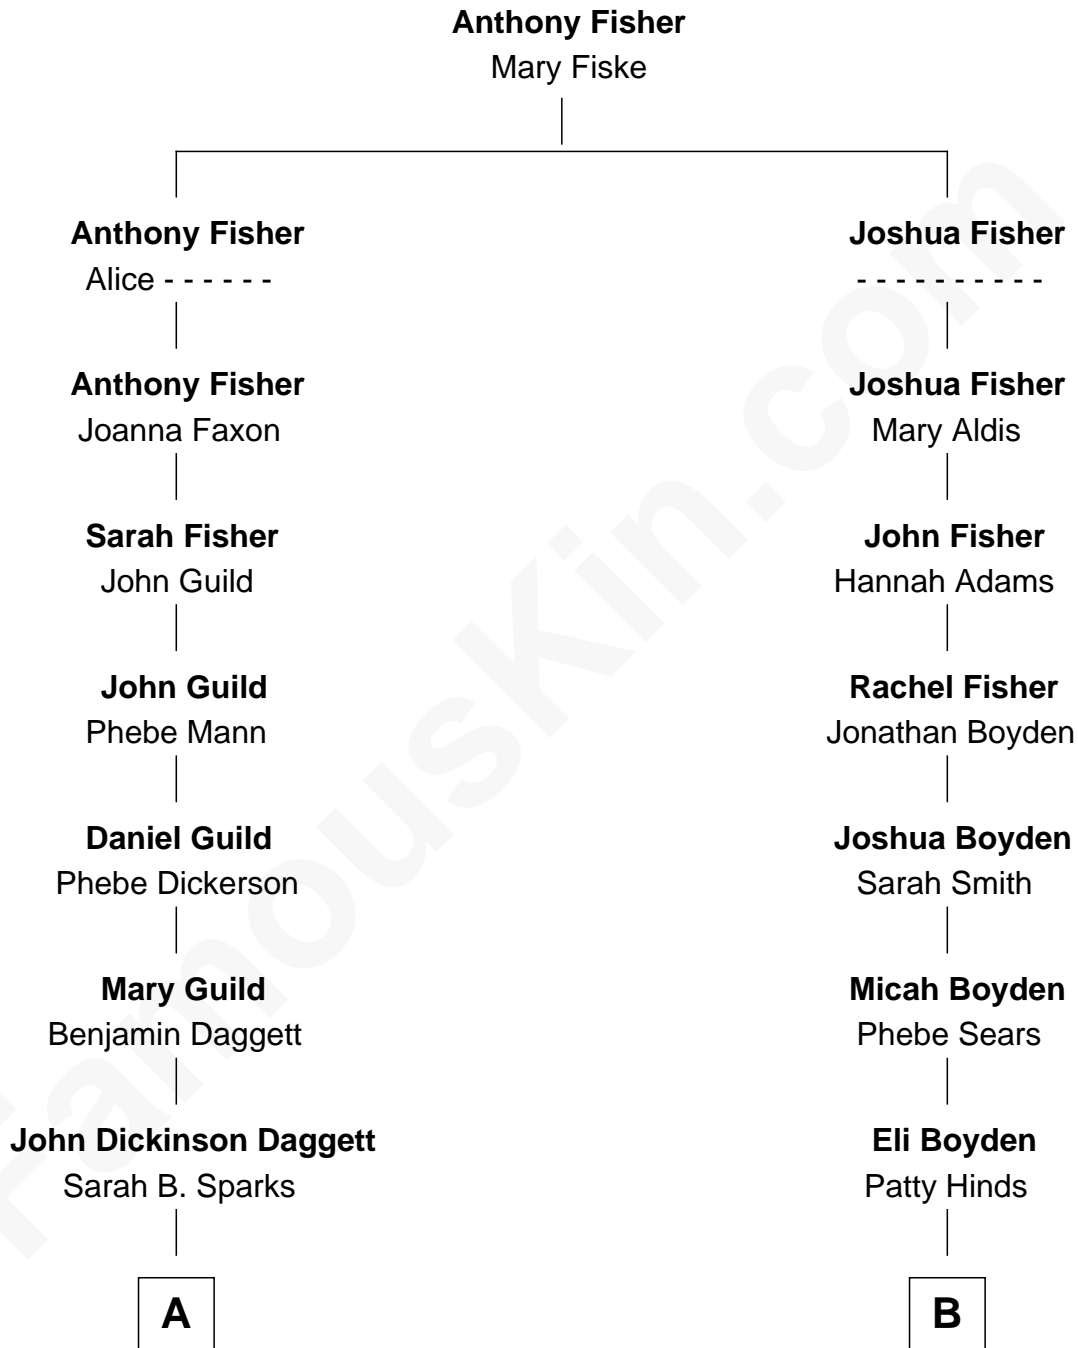 Anthony Fisher
Mary Fiske
Anthony Fisher
Alice - - - - - -
Joshua Fisher
- - - - - - - - - -
Anthony Fisher
Joanna Faxon
Joshua Fisher
Mary Aldis
Sarah Fisher
John Guild
John Fisher
Hannah Adams
John Guild
Phebe Mann
Rachel Fisher
Jonathan Boyden
Daniel Guild
Phebe Dickerson
Joshua Boyden
Sarah Smith
Mary Guild
Benjamin Daggett
Micah Boyden
Phebe Sears
John Dickinson Daggett
Sarah B. Sparks
Eli Boyden
Patty Hinds
A
B
FamousKin.com